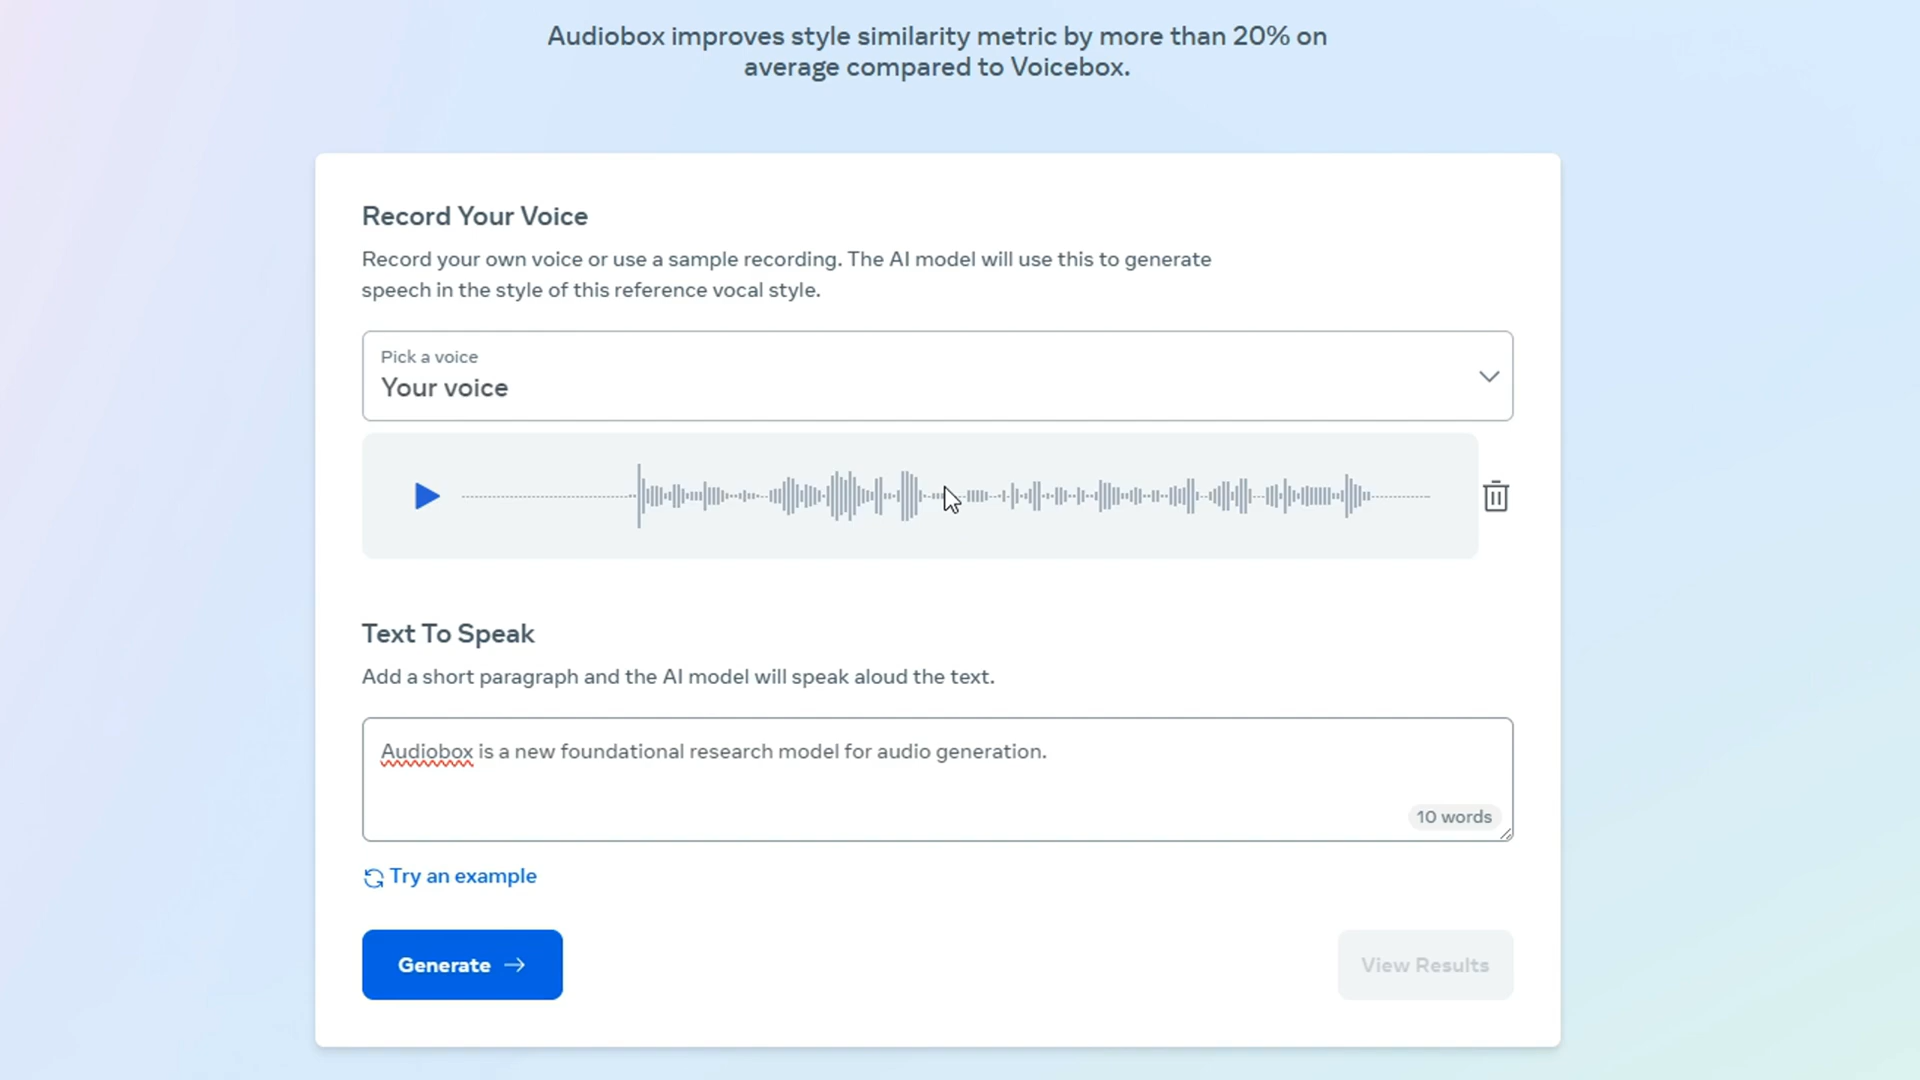 Audiobox improves style similarity metric by more than 20% on
average compared to Voicebox.
Record Your Voice
Record your own voice or use a sample recording. The AI model will use this to generate
speech in the style of this reference vocal style.
Pick a voice
Your voice
Text To Speak
Add a short paragraph and the AI model will speak aloud the text.
Audiobox is a new foundational research model for audio generation.
10 words
Try an example
Generate →
View Results